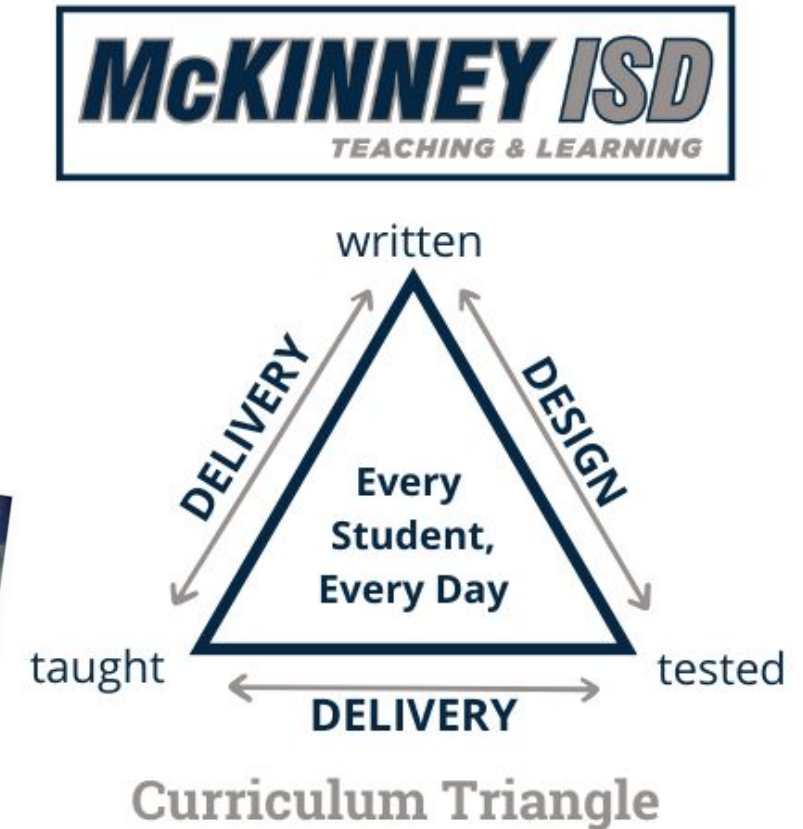 McKINNEY ISD
TEACHING & LEARNING
written
DELIVERY
DESIGN
Every
Student,
Every Day
taught
tested
DELIVERY
Curriculum Triangle